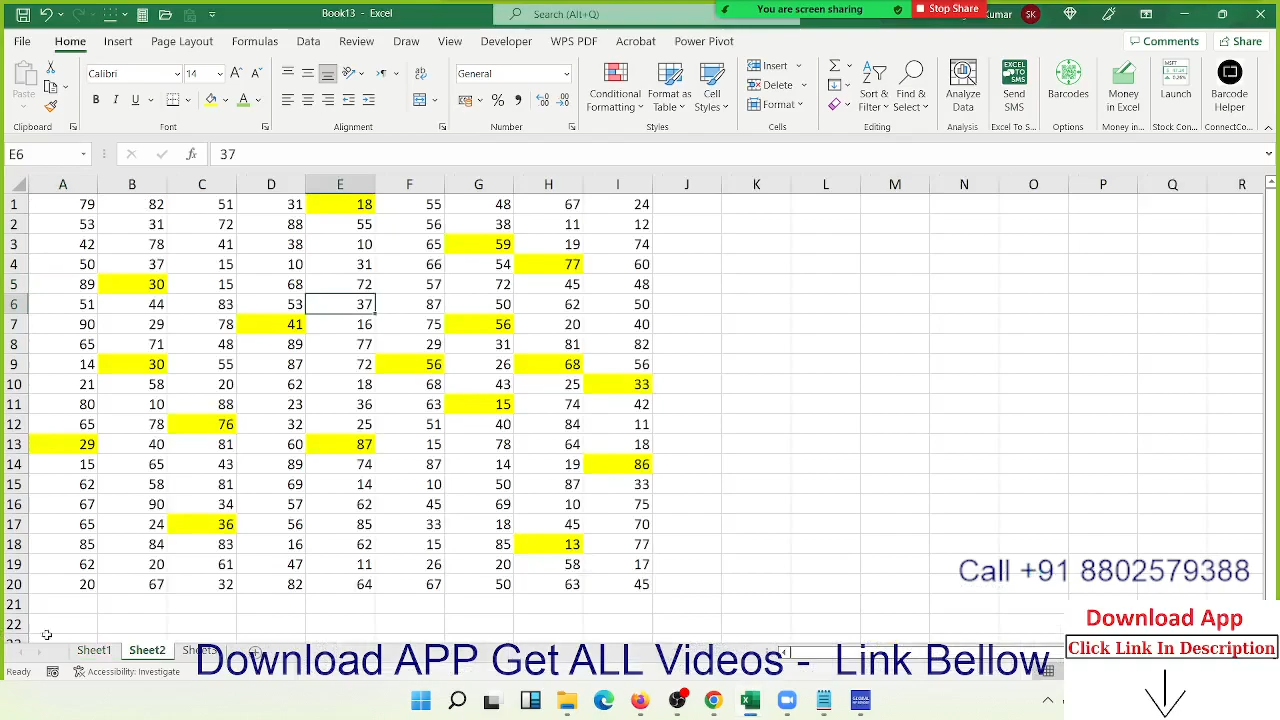 Book13 - Excel
Search (Alt+Q)
You are screen sharing
Stop Share
umar
SK
File Home Insert Page Layout Formulas Data Review Draw View Developer WPS PDF Acrobat Power Pivot
Comments
Share
Paste
Calibri 14
B I U
General
Conditional Formatting
Format as Table
Cell Styles
Insert
Delete
Format
Sort & Filter
Find & Select
Analyze Data
Send SMS
Barcodes
Money in Excel
Launch
Barcode Helper
Clipboard Font Alignment Number Styles Cells Editing Analysis Excel To S... Options Money in... Stock Con... ConnectCo...
E6 fx 37
A B C D E F G H I J K L M N O P Q R
1 79 82 51 31 18 55 48 67 24
2 53 31 72 88 55 56 38 11 12
3 42 78 41 38 10 65 59 19 74
4 50 37 15 10 31 66 54 77 60
5 89 30 15 68 72 57 72 45 48
6 51 44 83 53 37 87 50 62 50
7 90 29 78 41 16 75 56 20 40
8 65 71 48 89 77 29 31 81 82
9 14 30 55 87 72 56 26 68 56
10 21 58 20 62 18 68 43 25 33
11 80 10 88 23 36 63 15 74 42
12 65 78 76 32 25 51 40 84 11
13 29 40 81 60 87 15 78 64 18
14 15 65 43 89 74 87 14 19 86
15 62 58 81 69 14 10 50 87 33
16 67 90 34 57 62 45 69 10 75
17 65 24 36 56 85 33 18 45 70
18 85 84 83 16 62 15 85 13 77
19 62 20 61 47 11 26 20 58 17
20 20 67 32 82 64 67 50 63 45
21
22
Call +91 8802579388
Download App
Click Link In Description
Sheet1 Sheet2 Sheet3
Download APP Get ALL Videos - Link Bellow
Ready Accessibility: Investigate